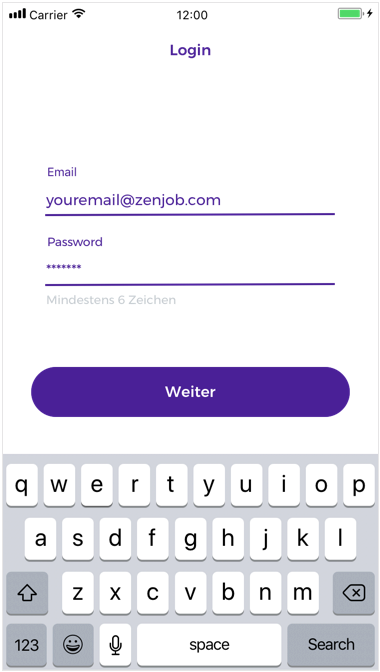 Carrier 12:00
Login
Email
youremail@zenjob.com
Password
*******
Mindestens 6 Zeichen
Weiter
q w e r t y u i o p
a s d f g h j k l
z x c v b n m
123 space Search